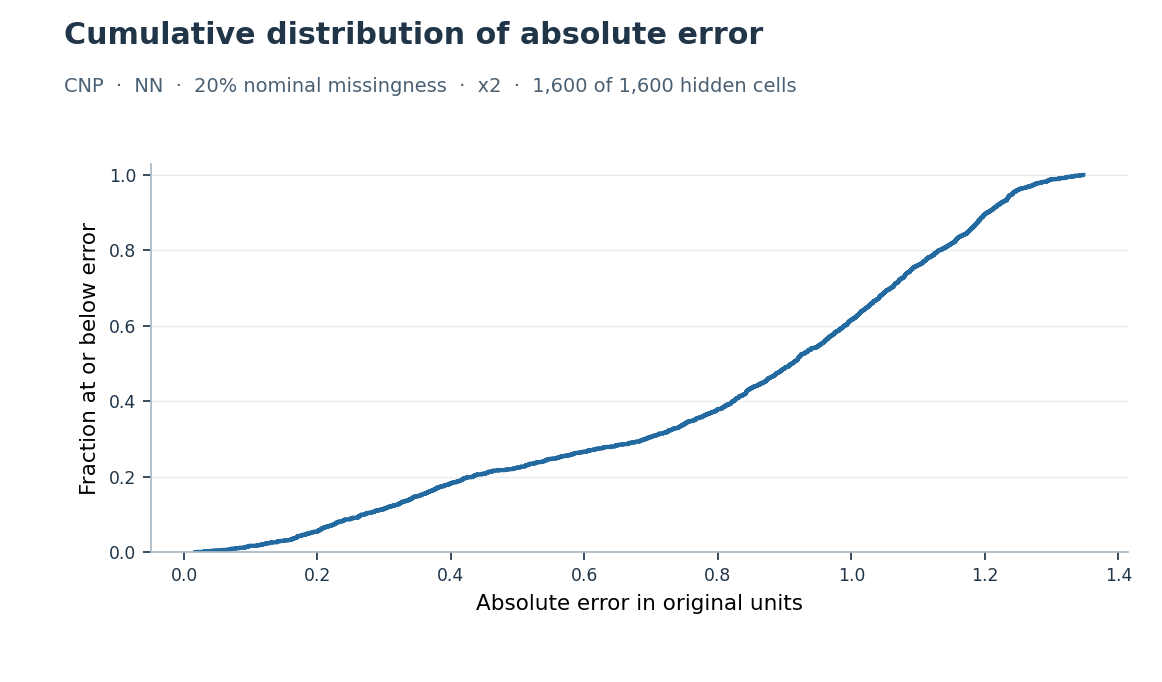 Cumulative distribution of absolute error
CNP · NN · 20% nominal missingness · x2 · 1,600 of 1,600 hidden cells
Fraction at or below error
1.0
0.8
0.6
0.4
0.2
0.0
0.0 0.2 0.4 0.6 0.8 1.0 1.2 1.4
Absolute error in original units